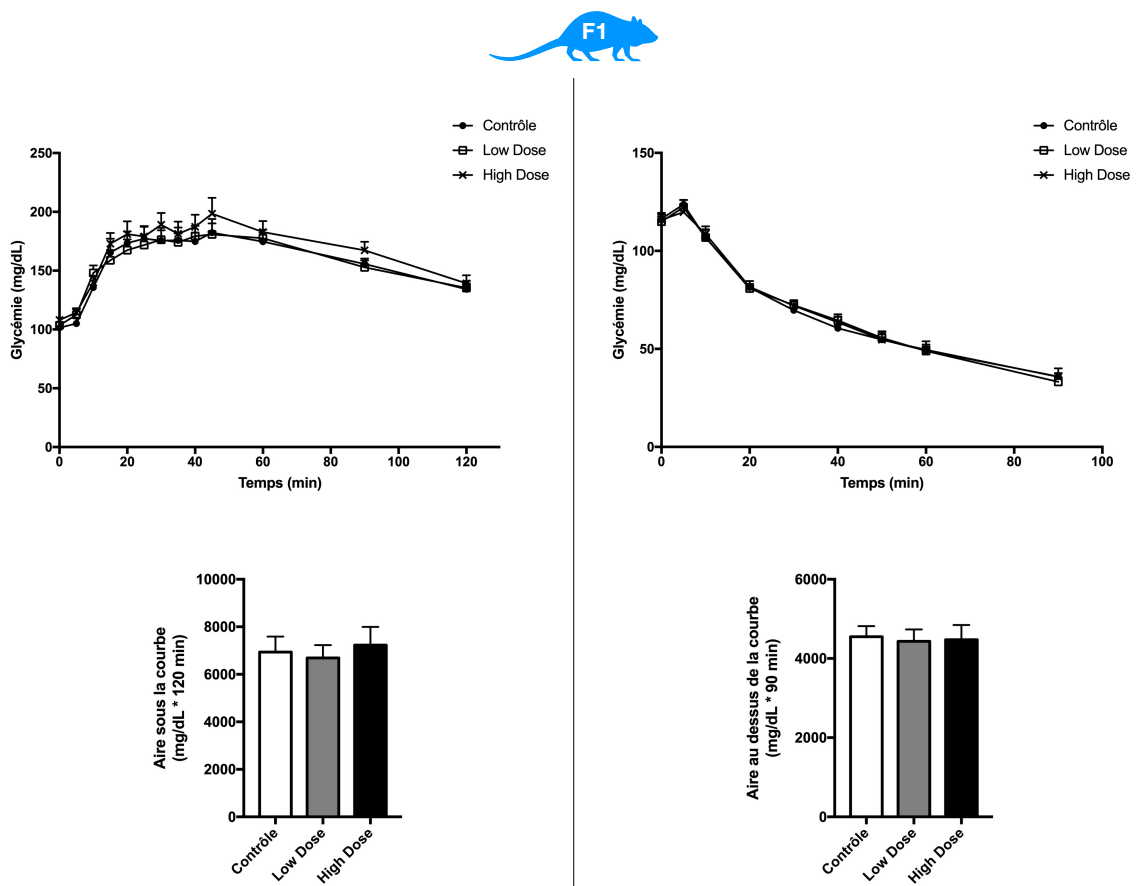 F1
Contrôle
Low Dose
High Dose
250
200
150
100
50
0
Glycémie (mg/dL)
0 20 40 60 80 100 120
Temps (min)
Contrôle
Low Dose
High Dose
150
100
50
0
Glycémie (mg/dL)
0 20 40 60 80 100
Temps (min)
10000
8000
6000
4000
2000
0
Aire sous la courbe
(mg/dL * 120 min)
Contrôle
Low Dose
High Dose
6000
4000
2000
0
Aire au dessus de la courbe
(mg/dL * 90 min)
Contrôle
Low Dose
High Dose